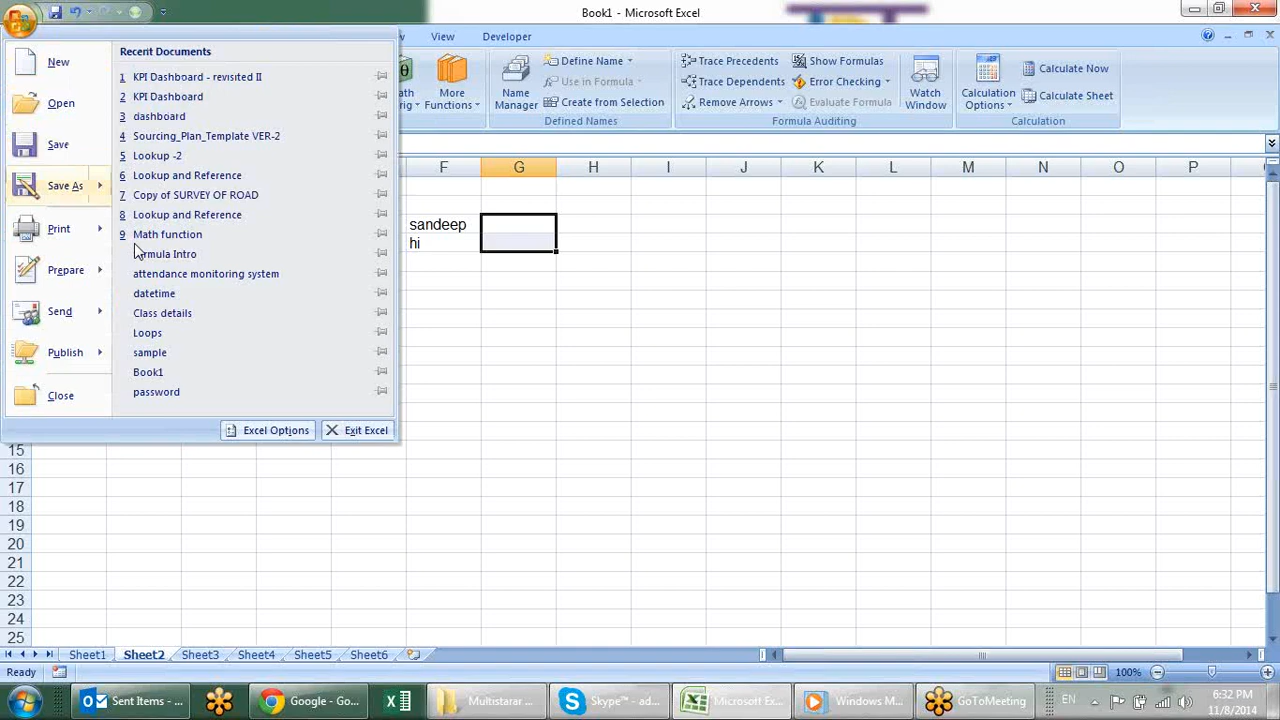 Book1 - Microsoft Excel
View Developer
New
Open
Save
Save As
Print
Prepare
Send
Publish
Close
Recent Documents
1 KPI Dashboard - revisited II
2 KPI Dashboard
3 dashboard
4 Sourcing_Plan_Template VER-2
5 Lookup -2
6 Lookup and Reference
7 Copy of SURVEY OF ROAD
8 Lookup and Reference
9 Math function
rmula Intro
attendance monitoring system
datetime
Class details
Loops
sample
Book1
password
Excel Options
Exit Excel
More Functions
Name Manager
Define Name
Use in Formula
Create from Selection
Defined Names
Trace Precedents
Trace Dependents
Remove Arrows
Show Formulas
Error Checking
Evaluate Formula
Formula Auditing
Watch Window
Calculation Options
Calculate Now
Calculate Sheet
Calculation
F G H I J K L M N O P
sandeep
hi
15
16
17
18
19
20
21
22
23
24
25
Sheet1 Sheet2 Sheet3 Sheet4 Sheet5 Sheet6
Ready
100%
Sent Items - ...
Google - Go...
Multistarar ...
Skype™ - ad...
Microsoft Ex...
Windows M...
GoToMeeting
EN
6:32 PM
11/8/2014